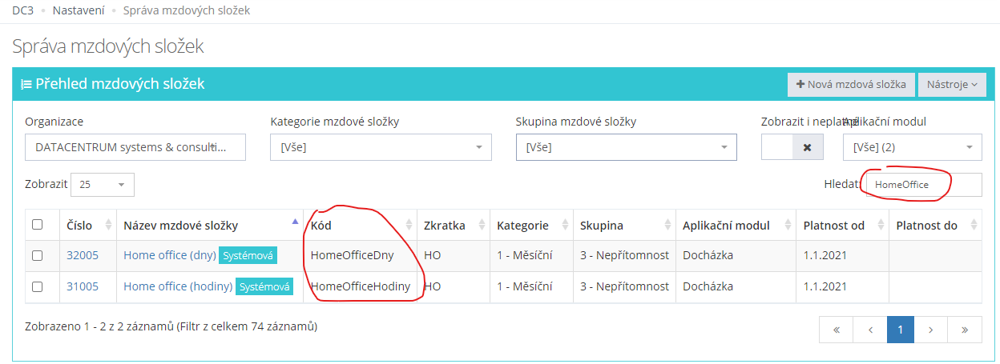 DC3 • Nastavení • Správa mzdových složek
Správa mzdových složek
Přehled mzdových složek
Nová mzdová složka Nástroje
Organizace Kategorie mzdové složky Skupina mzdové složky Zobrazit i neplatné Aplikační modul
DATACENTRUM systems & consulti... [Vše] [Vše] [Vše] (2)
Zobrazit 25 Hledat: HomeOffice
Číslo Název mzdové složky Kód Zkratka Kategorie Skupina Aplikační modul Platnost od Platnost do
32005 Home office (dny) Systémová HomeOfficeDny HO 1 - Měsíční 3 - Nepřítomnost Docházka 1.1.2021
31005 Home office (hodiny) Systémová HomeOfficeHodiny HO 1 - Měsíční 3 - Nepřítomnost Docházka 1.1.2021
Zobrazeno 1 - 2 z 2 záznamů (Filtr z celkem 74 záznamů) « ‹ 1 › »